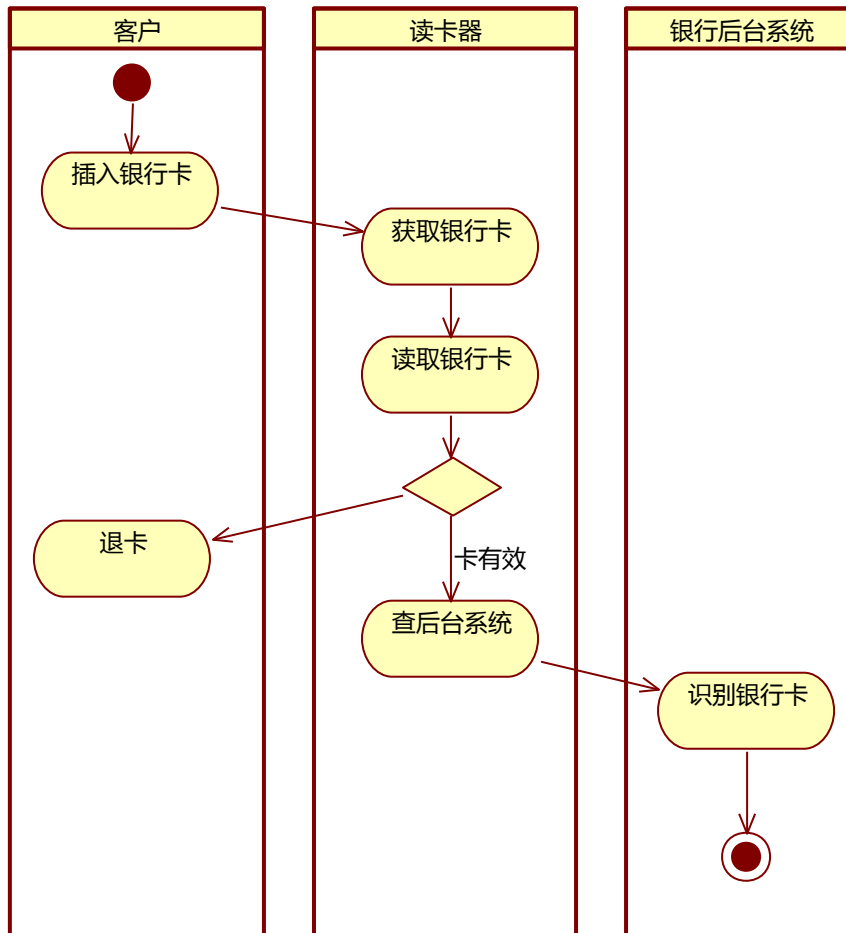 客户
读卡器
银行后台系统
插入银行卡
获取银行卡
读取银行卡
退卡
卡有效
查后台系统
识别银行卡